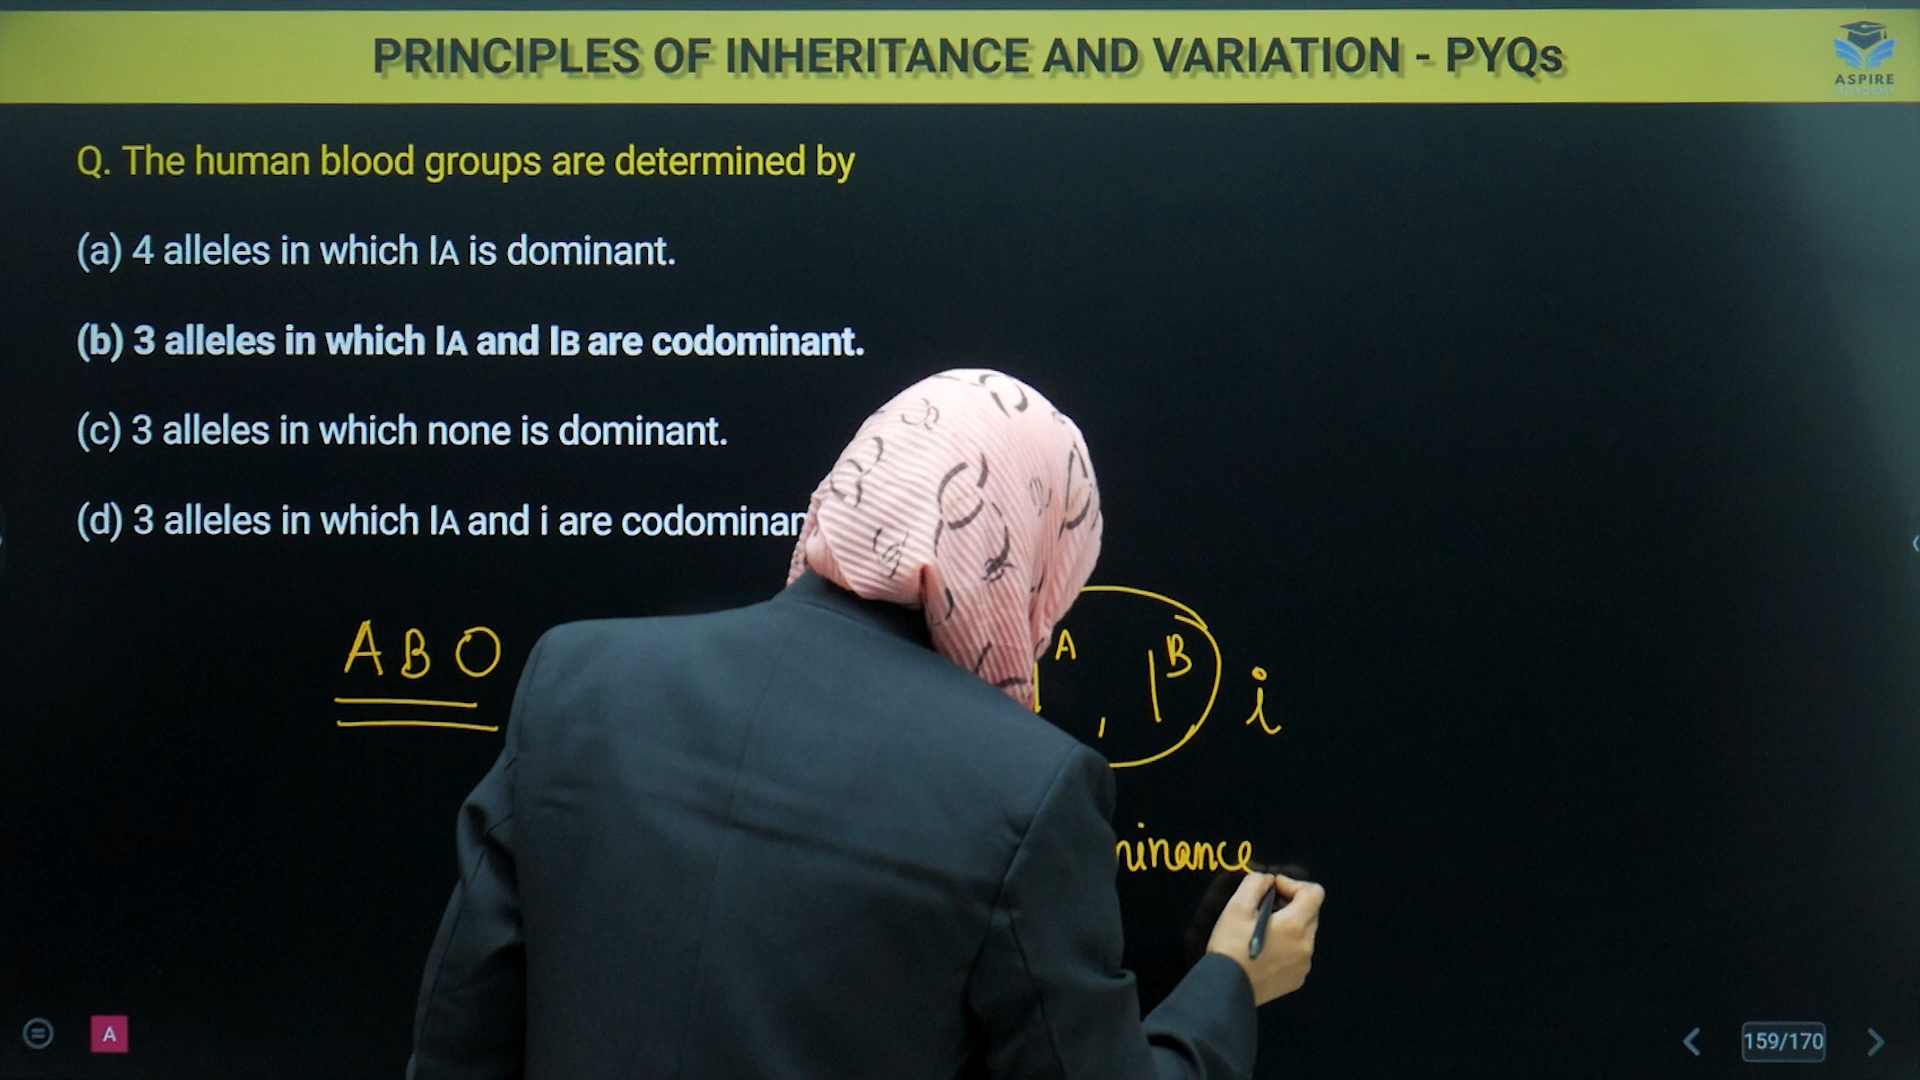 PRINCIPLES OF INHERITANCE AND VARIATION - PYQs
ASPIRE
Q. The human blood groups are determined by
(a) 4 alleles in which IA is dominant.
(b) 3 alleles in which IA and IB are codominant.
(c) 3 alleles in which none is dominant.
(d) 3 alleles in which IA and i are codominan
A B O
A , I B i
minance
A
159/170